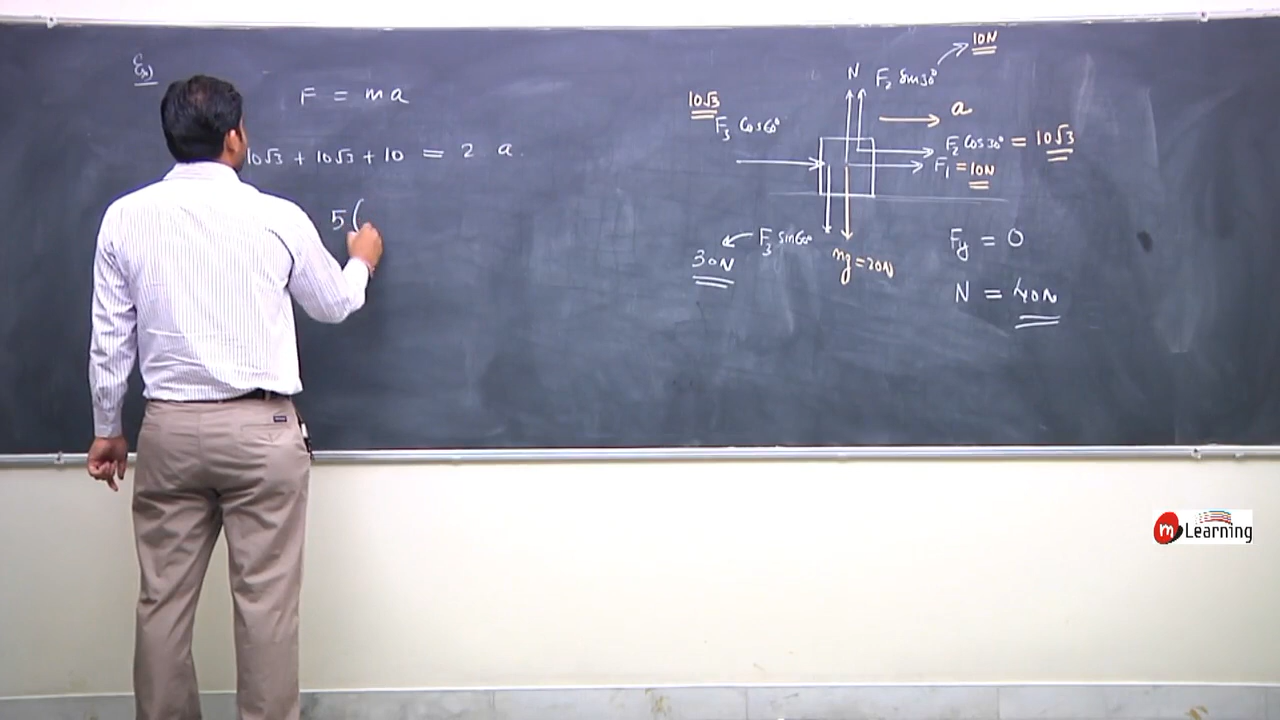 Ex)
F = ma
10√3 + 10√3 + 10 = 2 a.
5 (
10N
N
F₂ Sin30°
10√3
F₃ Cos60°
a
F₂ Cos30° = 10√3
F₁ = 10N
F₃ sin60°
30N
mg = 20N
Fy = 0
N = 40N
m Learning